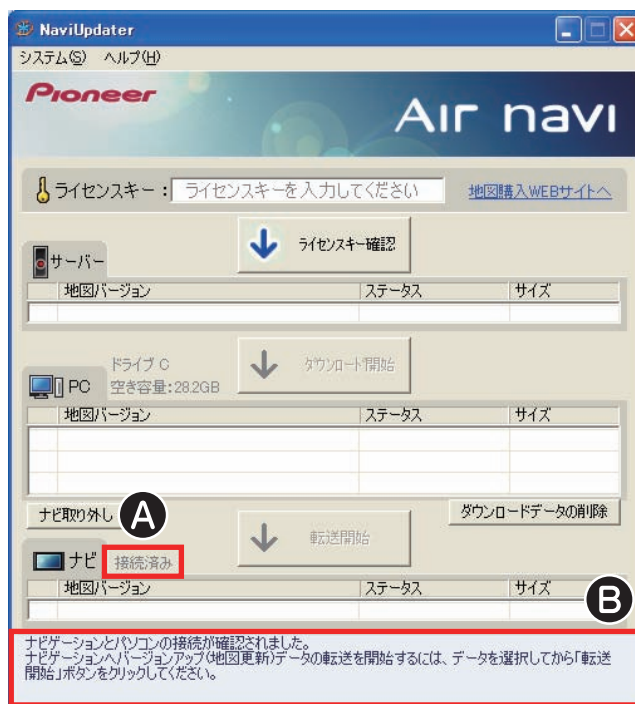 NaviUpdater
システム(S) ヘルプ(H)
Pioneer
AIr navi
ライセンスキー： ライセンスキーを入力してください 地図購入WEBサイトへ
ライセンスキー確認
サーバー
地図バージョン ステータス サイズ
ドライブ C
ダウンロード開始
PC 空き容量:28.2GB
地図バージョン ステータス サイズ
ナビ取り外し A ダウンロードデータの削除
転送開始
ナビ 接続済み
地図バージョン ステータス サイズ
B
ナビゲーションとパソコンの接続が確認されました。
ナビゲーションへバージョンアップ(地図更新)データの転送を開始するには、データを選択してから「転送
開始」ボタンをクリックしてください。